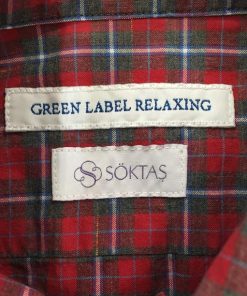 GREEN LABEL RELAXING
SÖKTAŞ